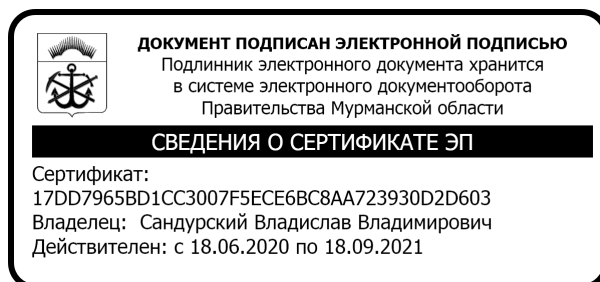 ДОКУМЕНТ ПОДПИСАН ЭЛЕКТРОННОЙ ПОДПИСЬЮ
Подлинник электронного документа хранится
в системе электронного документооборота
Правительства Мурманской области
СВЕДЕНИЯ О СЕРТИФИКАТЕ ЭП
Сертификат:
17DD7965BD1CC3007F5ECE6BC8AA723930D2D603
Владелец: Сандурский Владислав Владимирович
Действителен: с 18.06.2020 по 18.09.2021